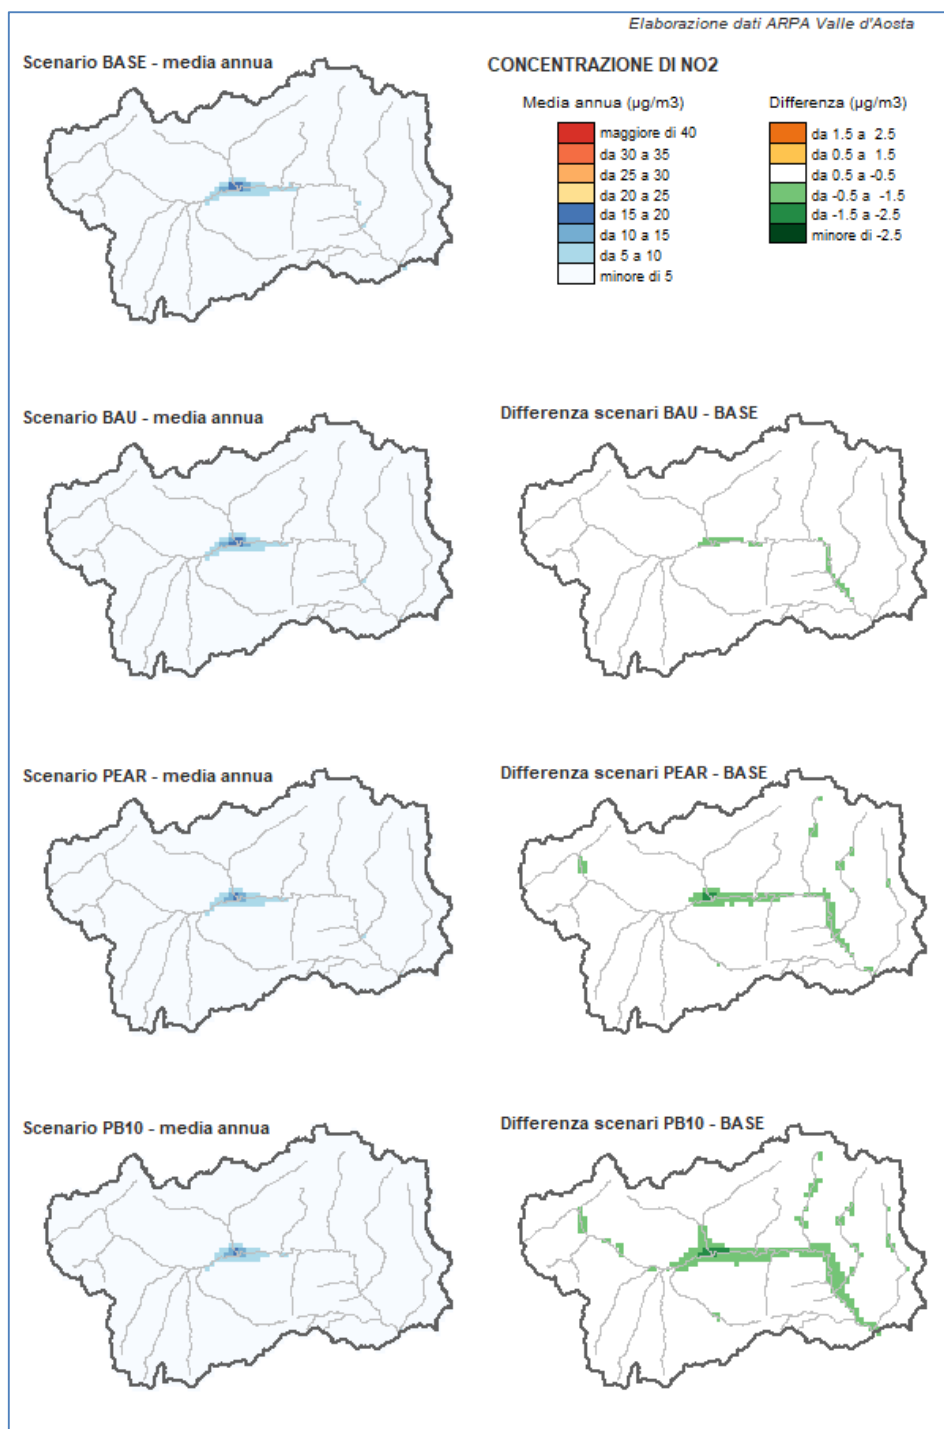 Elaborazione dati ARPA Valle d'Aosta
Scenario BASE - media annua
CONCENTRAZIONE DI NO2
Media annua (µg/m3)
maggiore di 40
da 30 a 35
da 25 a 30
da 20 a 25
da 15 a 20
da 10 a 15
da 5 a 10
minore di 5
Differenza (µg/m3)
da 1.5 a 2.5
da 0.5 a 1.5
da 0.5 a -0.5
da -0.5 a -1.5
da -1.5 a -2.5
minore di -2.5
Scenario BAU - media annua
Differenza scenari BAU - BASE
Scenario PEAR - media annua
Differenza scenari PEAR - BASE
Scenario PB10 - media annua
Differenza scenari PB10 - BASE